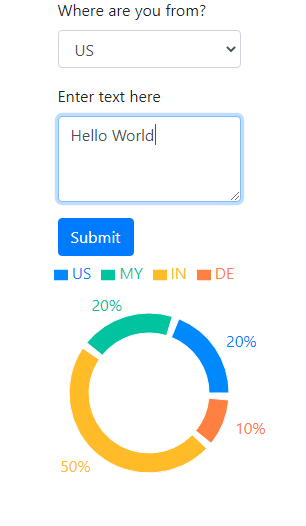 Where are you from?
US
Enter text here
Hello World
Submit
US MY IN DE
20%
20%
10%
50%